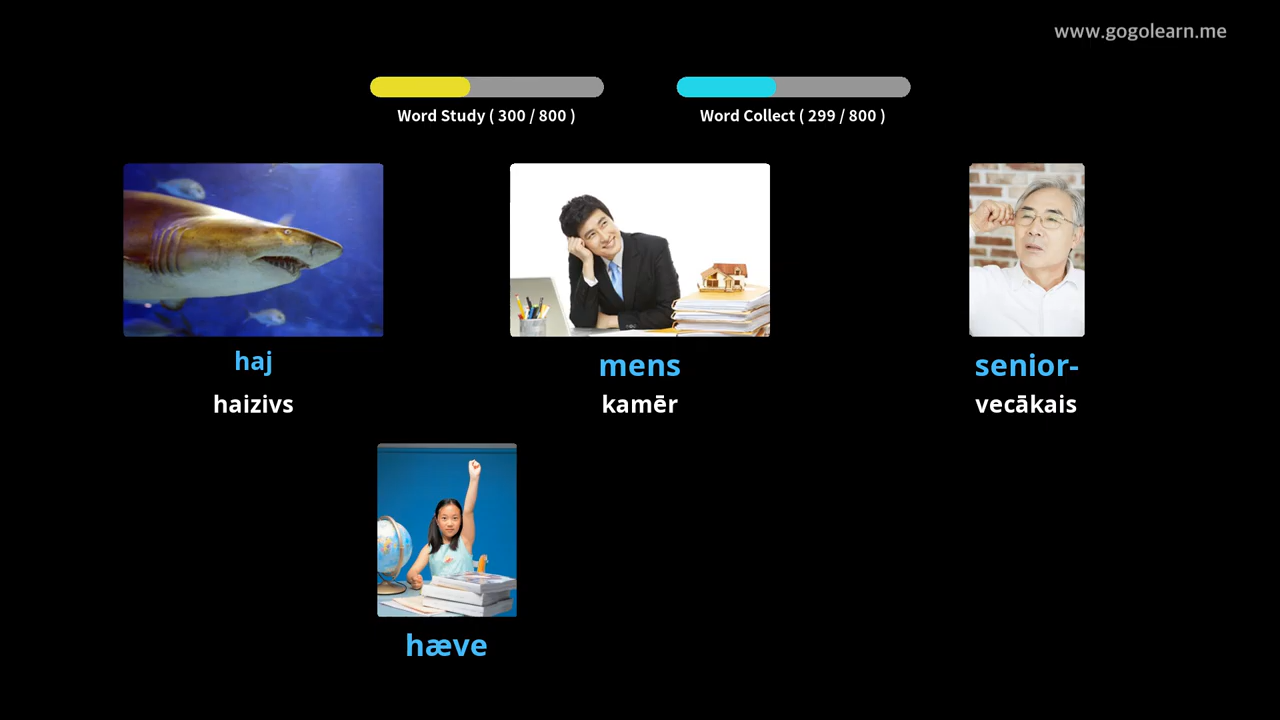 www.gogolearn.me
Word Study ( 300 / 800 )
Word Collect ( 299 / 800 )
haj
haizivs
mens
kamēr
senior-
vecākais
hæve